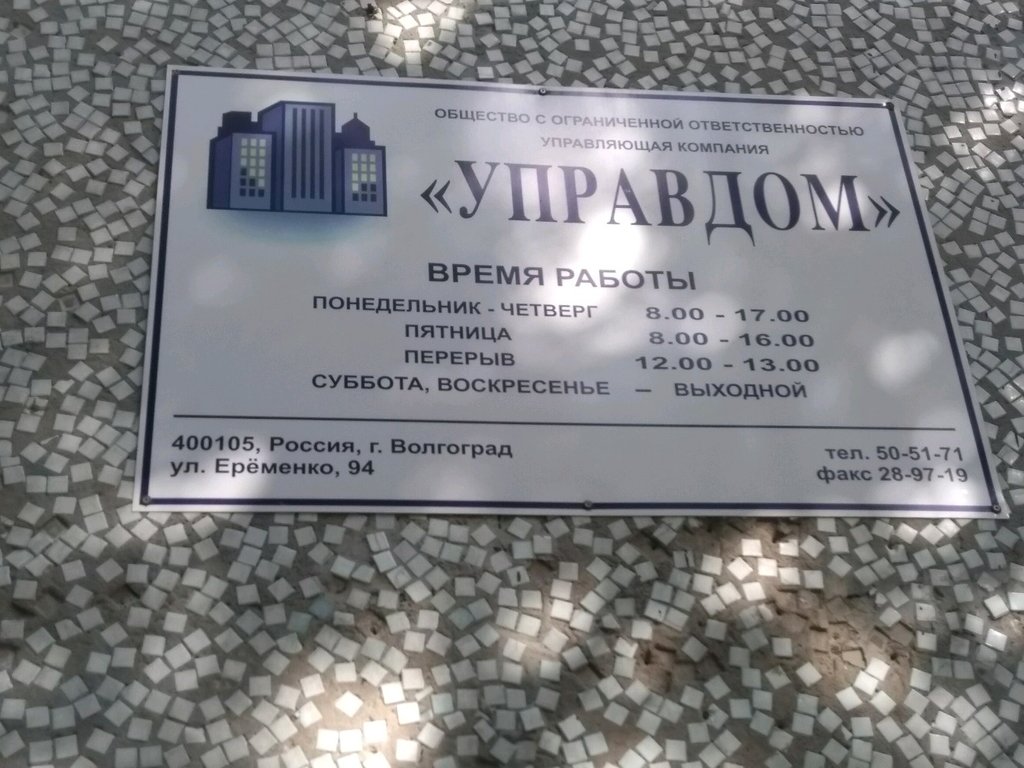 ОБЩЕСТВО С ОГРАНИЧЕННОЙ ОТВЕТСТВЕННОСТЬЮ
УПРАВЛЯЮЩАЯ КОМПАНИЯ
«УПРАВДОМ»
ВРЕМЯ РАБОТЫ
ПОНЕДЕЛЬНИК - ЧЕТВЕРГ 8.00 - 17.00
ПЯТНИЦА 8.00 - 16.00
ПЕРЕРЫВ 12.00 - 13.00
СУББОТА, ВОСКРЕСЕНЬЕ – ВЫХОДНОЙ
400105, Россия, г. Волгоград
ул. Ерёменко, 94
тел. 50-51-71
факс 28-97-19